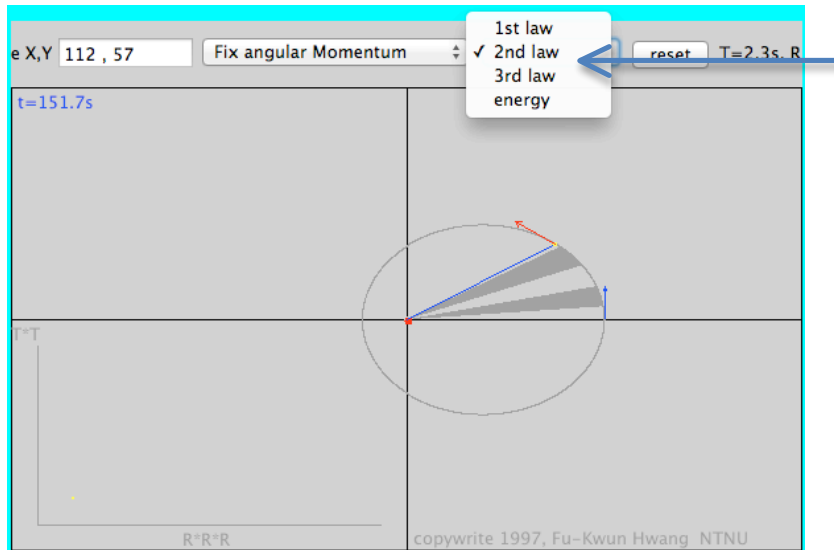 1st law
e X,Y 112 , 57 Fix angular Momentum ✓ 2nd law reset T=2.3s, R
3rd law
energy
t=151.7s
T*T
R*R*R
copywrite 1997, Fu-Kwun Hwang NTNU